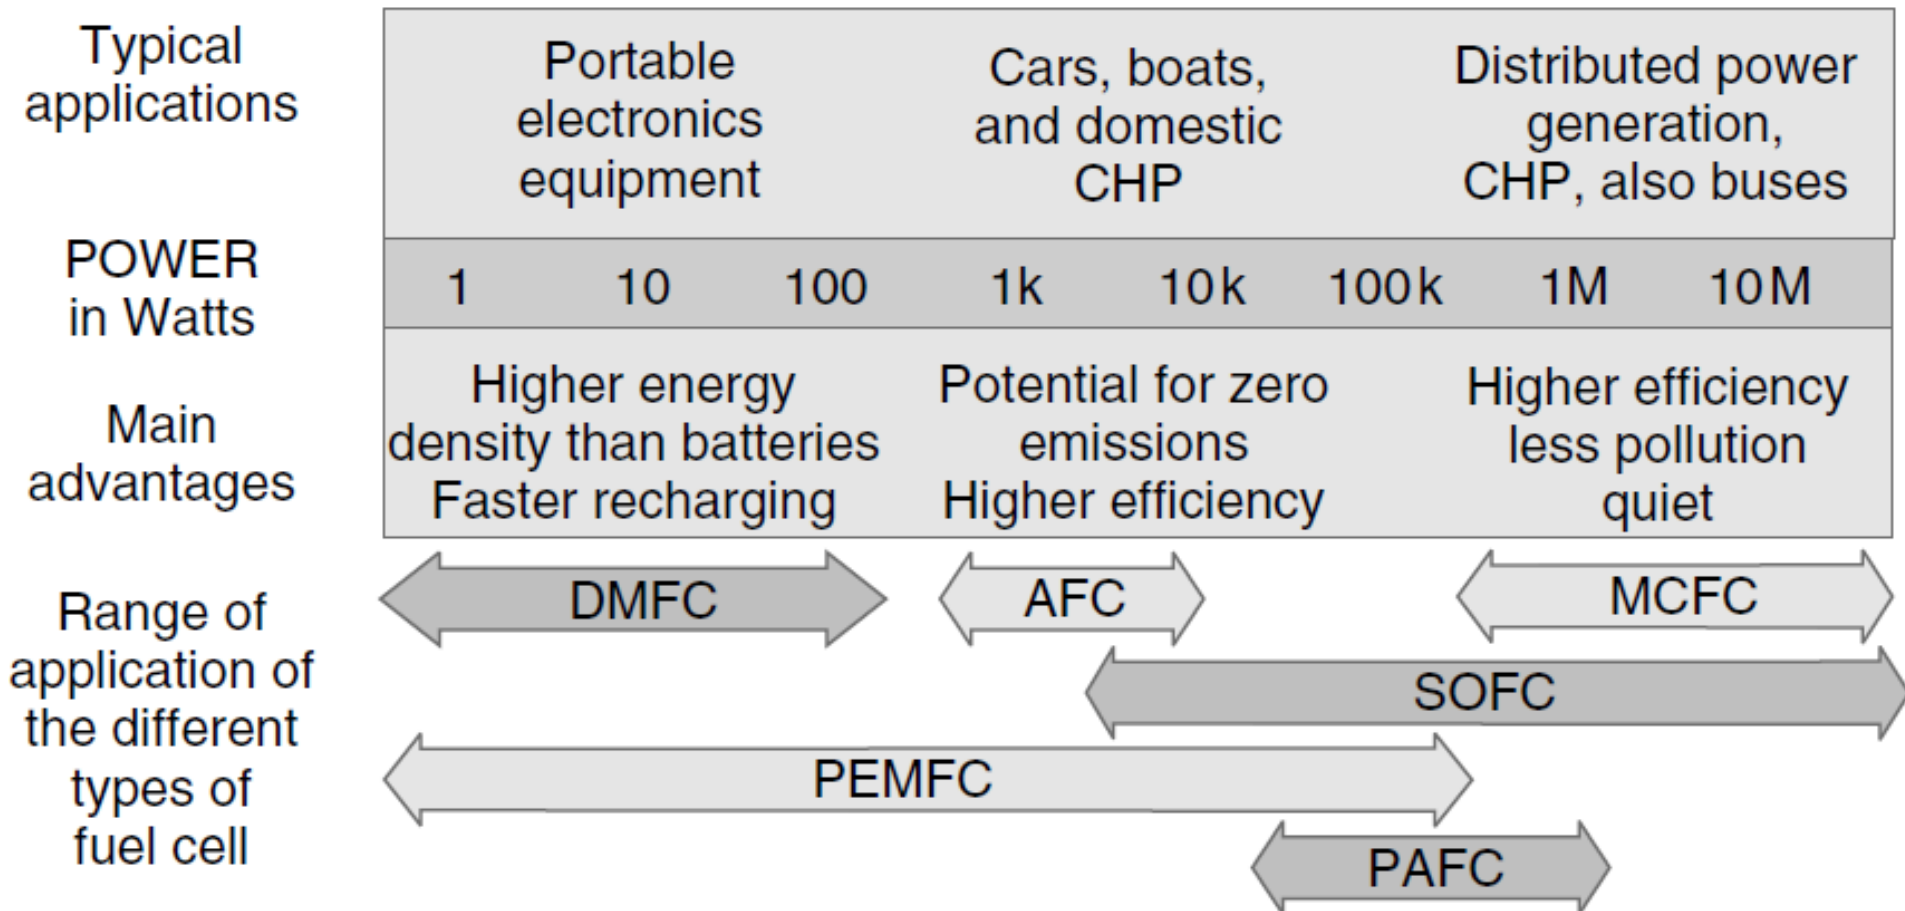 Typical
applications
Portable
electronics
equipment
Cars, boats,
and domestic
CHP
Distributed power
generation,
CHP, also buses
POWER
in Watts
1 10 100 1k 10k 100k 1M 10M
Main
advantages
Higher energy
density than batteries
Faster recharging
Potential for zero
emissions
Higher efficiency
Higher efficiency
less pollution
quiet
Range of
application of
the different
types of
fuel cell
DMFC AFC MCFC
SOFC
PEMFC
PAFC